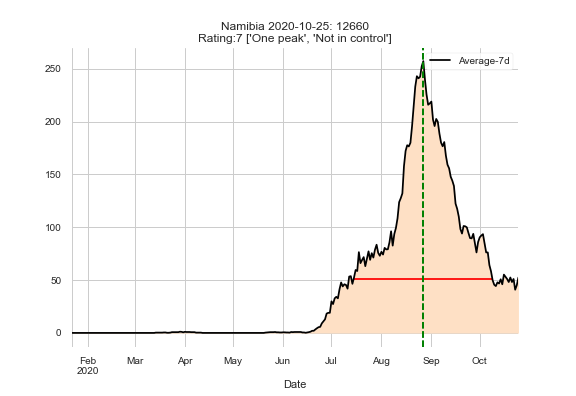 Namibia 2020-10-25: 12660
Rating:7 ['One peak', 'Not in control']
Average-7d
250
200
150
100
50
0
Feb Mar Apr May Jun Jul Aug Sep Oct
2020
Date